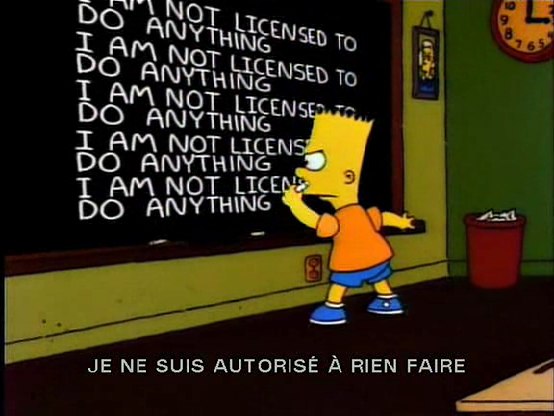 I AM NOT LICENSED TO
DO ANYTHING
I AM NOT LICENSED TO
DO ANYTHING
I AM NOT LICENSED TO
DO ANYTHING
I AM NOT LICENS
DO ANYTHING
I AM NOT LICEN
DO ANYTHING
JE NE SUIS AUTORISÉ À RIEN FAIRE